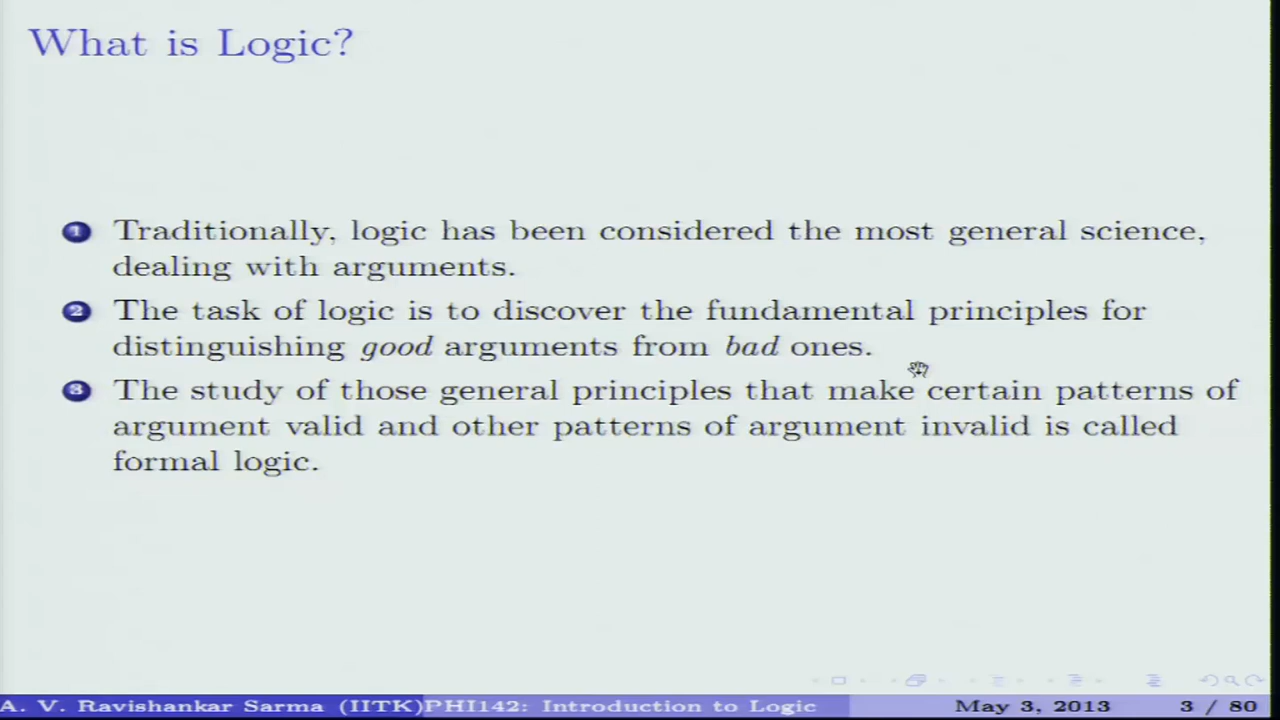 What is Logic?
1 Traditionally, logic has been considered the most general science,
dealing with arguments.
2 The task of logic is to discover the fundamental principles for
distinguishing good arguments from bad ones.
3 The study of those general principles that make certain patterns of
argument valid and other patterns of argument invalid is called
formal logic.
A. V. Ravishankar Sarma (IITK) PHI142: Introduction to Logic May 3, 2013 3 / 80